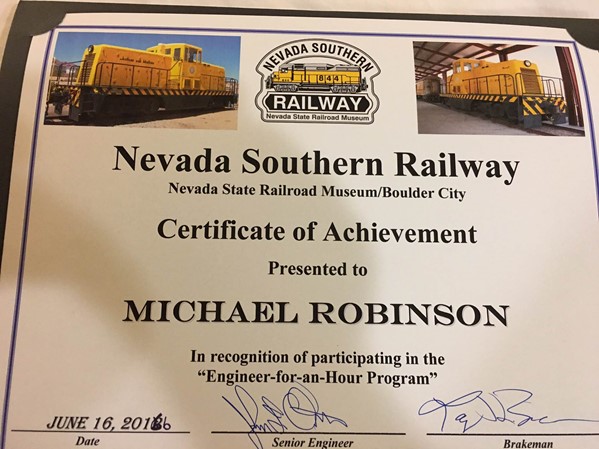 NEVADA SOUTHERN
844
RAILWAY
Nevada State Railroad Museum
Nevada Southern Railway
Nevada State Railroad Museum/Boulder City
Certificate of Achievement
Presented to
MICHAEL ROBINSON
In recognition of participating in the
“Engineer-for-an-Hour Program”
JUNE 16, 2016
Date
Senior Engineer
Brakeman